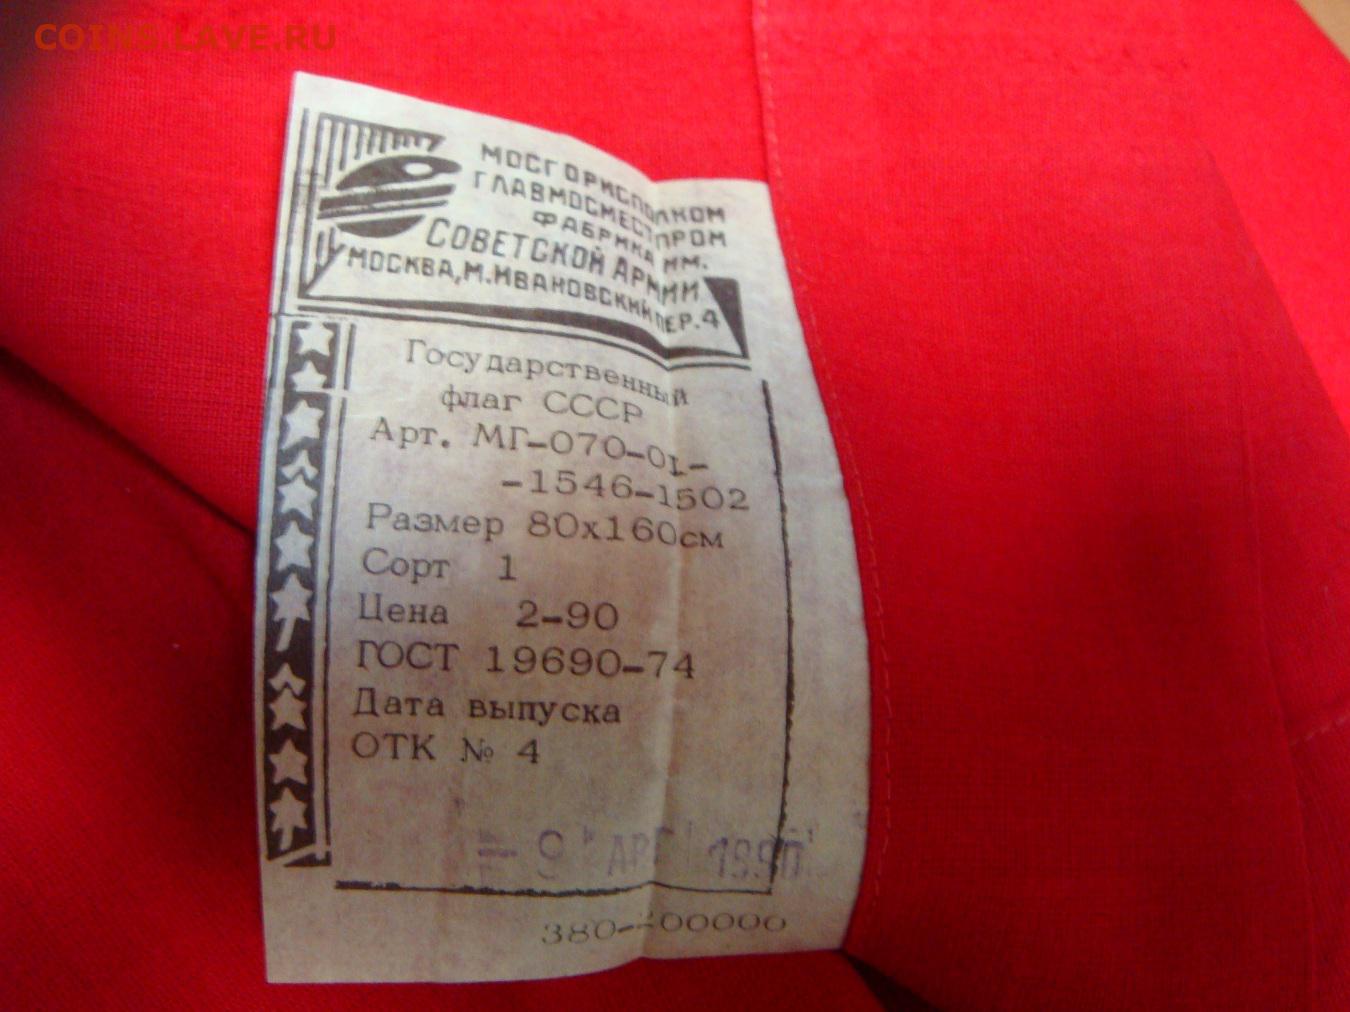 COINS.LAVE.RU
МОСГОРИСПОЛКОМ
ГЛАВМОСМЕСТПРОМ
ФАБРИКА ИМ.
СОВЕТСКОЙ АРМИИ
МОСКВА, М.ИВАНОВСКИЙ ПЕР.4
Государственный
флаг СССР
Арт. МГ-070-01-
-1546-1502
Размер 80х160см
Сорт 1
Цена 2-90
ГОСТ 19690-74
Дата выпуска
ОТК № 4
- 9 АПР 1990